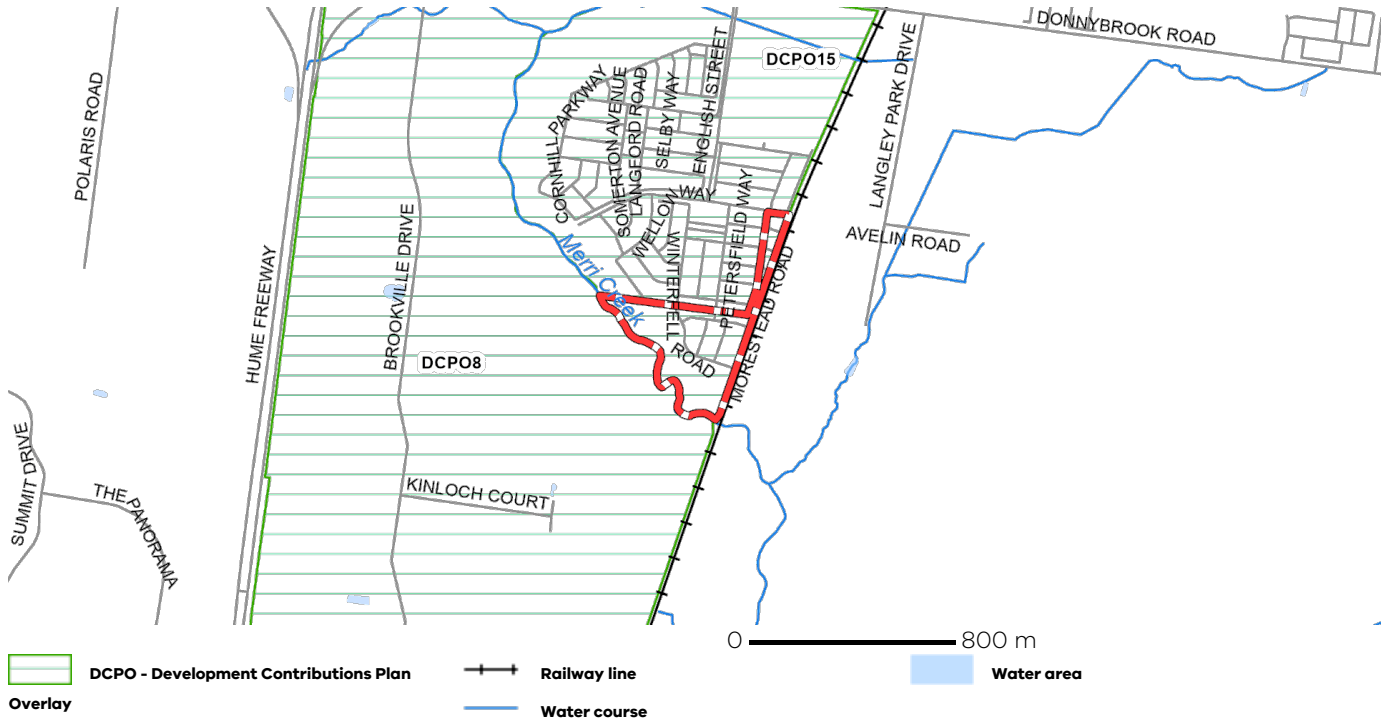 DONNYBROOK ROAD
DCPO15
POLARIS ROAD
LANGLEY PARK DRIVE
CORNHILL PARKWAY
SOMERTON AVENUE
LANGFORD ROAD
SELBY WAY
ENGLISH STREET
WAY
WELLOW
WINTERFELL
PETERSFIELD WAY
AVELIN ROAD
HUME FREEWAY
BROOKVILLE DRIVE
Merri Creek
MORESTEAD ROAD
ROAD
DCPO8
SUMMIT DRIVE
THE PANORAMA
KINLOCH COURT
0 800 m
DCPO - Development Contributions Plan
Overlay
Railway line
Water course
Water area